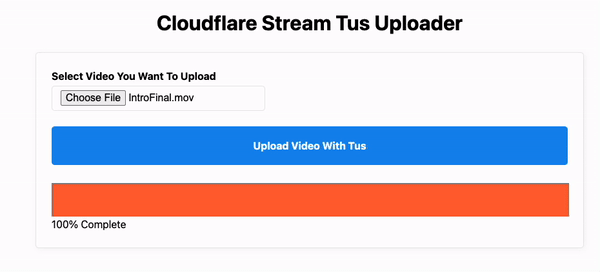 Cloudflare Stream Tus Uploader
Select Video You Want To Upload
Choose File IntroFinal.mov
Upload Video With Tus
100% Complete